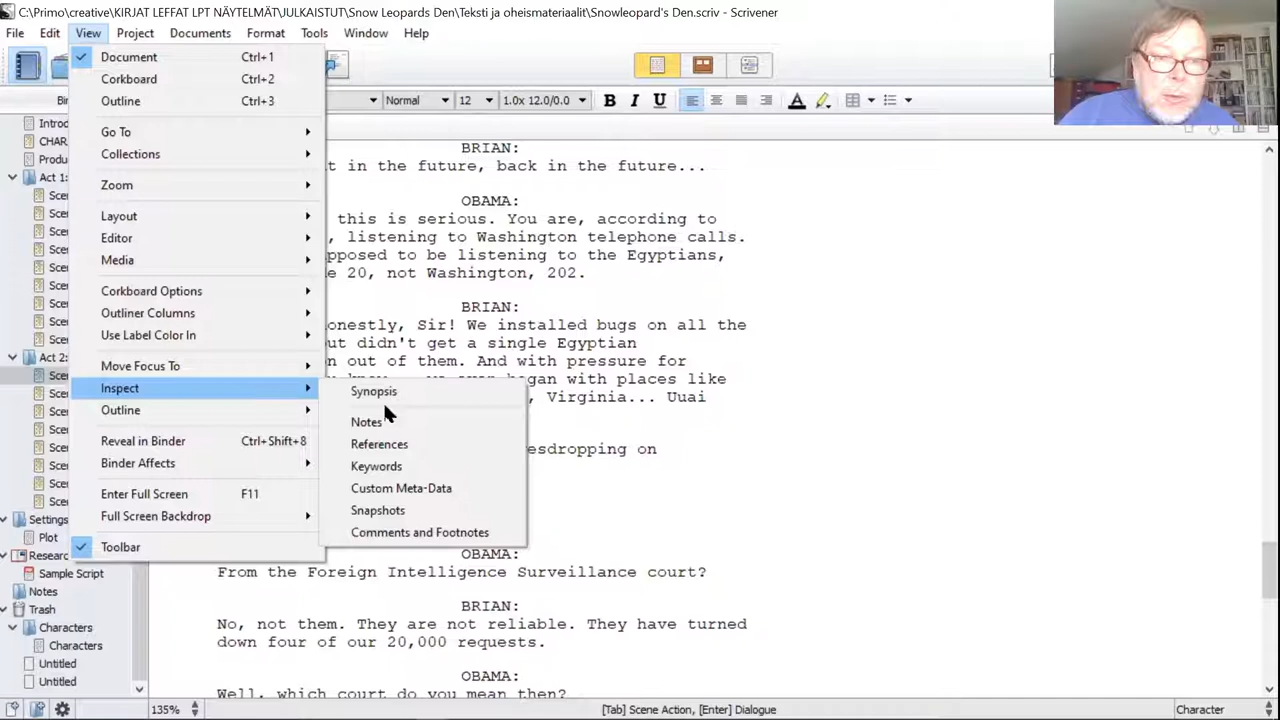 C:\Primo\creative\KIRJAT LEFFAT LPT NÄYTELMÄT\JULKAISTUT\Snow Leopards Den\Teksti ja oheismateriaalit\Snowleopard's Den.scriv - Scrivener
File Edit View Project Documents Format Tools Window Help
Document Ctrl+1
Corkboard Ctrl+2
Outline Ctrl+3
Go To
Collections
Zoom
Layout
Editor
Media
Corkboard Options
Outliner Columns
Use Label Color In
Move Focus To
Inspect
Outline
Reveal in Binder Ctrl+Shift+8
Binder Affects
Enter Full Screen F11
Full Screen Backdrop
Toolbar
Synopsis
Notes
References
Keywords
Custom Meta-Data
Snapshots
Comments and Footnotes
Normal 12 1.0x 12.0/0.0 B I U A
Act 1:
Act 2:
Settings
Plot
Sample Script
Notes
Trash
Characters
Characters
Untitled
Untitled
BRIAN:
in the future, back in the future...
OBAMA:
this is serious. You are, according to
, listening to Washington telephone calls.
to be listening to the Egyptians,
20, not Washington, 202.
BRIAN:
Sir! We installed bugs on all the
didn't get a single Egyptian
out of them. And with pressure for
began with places like
, Virginia... Uuai
on
OBAMA:
From the Foreign Intelligence Surveillance court?
BRIAN:
No, not them. They are not reliable. They have turned
down four of our 20,000 requests.
OBAMA:
Well, which court do you mean then?
135% [Tab] Scene Action, [Enter] Dialogue Character